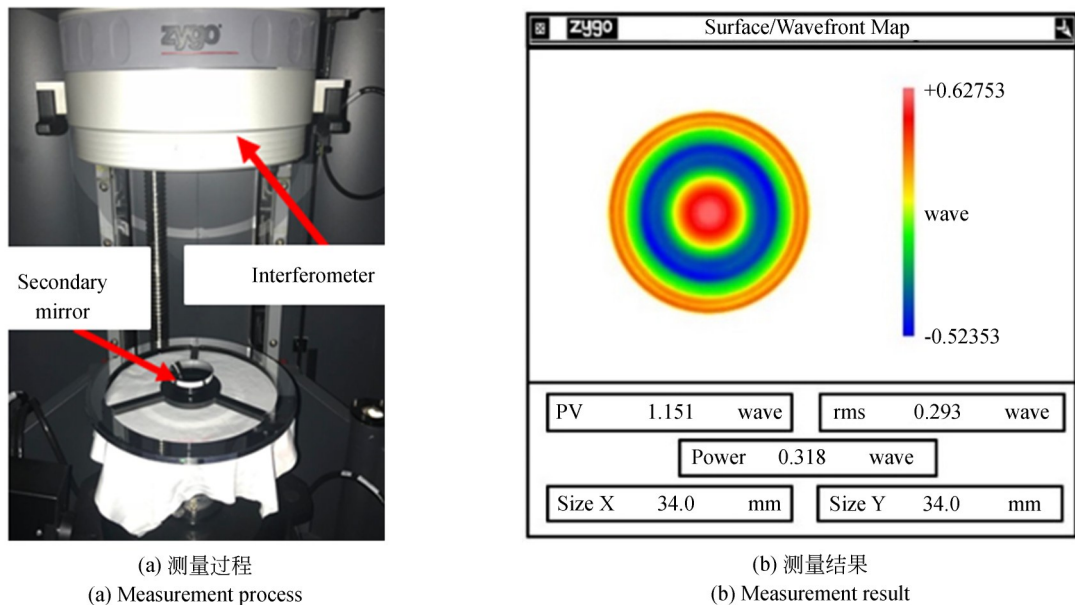 zygo
Secondary
mirror
Interferometer
(a) 测量过程
(a) Measurement process
zygo Surface/Wavefront Map
+0.62753
wave
-0.52353
PV 1.151 wave
rms 0.293 wave
Power 0.318 wave
Size X 34.0 mm
Size Y 34.0 mm
(b) 测量结果
(b) Measurement result